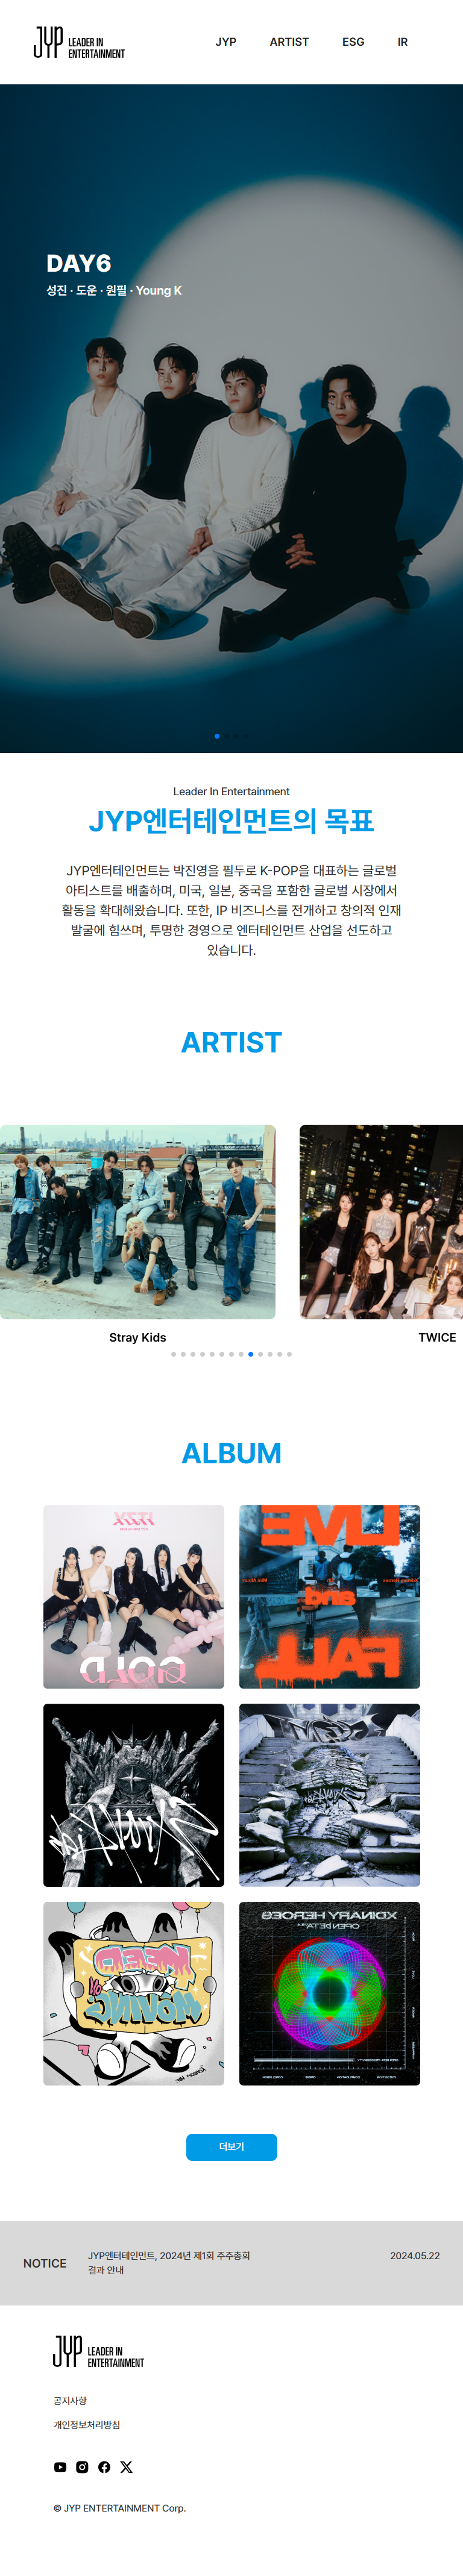 JYP LEADER IN
ENTERTAINMENT
JYP ARTIST ESG IR
DAY6
성진 · 도운 · 원필 · Young K
Leader In Entertainment
JYP엔터테인먼트의 목표
JYP엔터테인먼트는 박진영을 필두로 K-POP을 대표하는 글로벌
아티스트를 배출하며, 미국, 일본, 중국을 포함한 글로벌 시장에서
활동을 확대해왔습니다. 또한, IP 비즈니스를 전개하고 창의적 인재
발굴에 힘쓰며, 투명한 경영으로 엔터테인먼트 산업을 선도하고
있습니다.
ARTIST
Stray Kids
TWICE
ALBUM
ITZY
GOLD
LOVE
and
FALL
XDINARY HEROES
더보기
NOTICE
JYP엔터테인먼트, 2024년 제1회 주주총회
결과 안내
2024.05.22
JYP LEADER IN
ENTERTAINMENT
공지사항
개인정보처리방침
© JYP ENTERTAINMENT Corp.